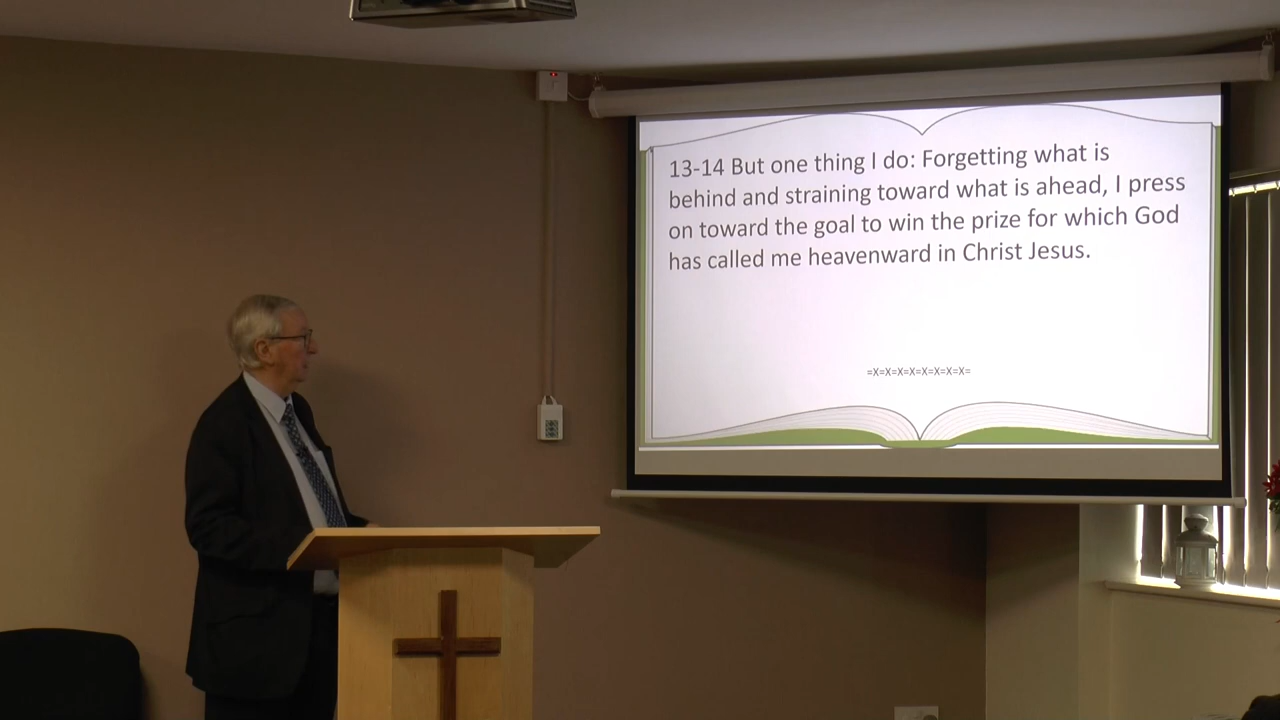 13-14 But one thing I do: Forgetting what is
behind and straining toward what is ahead, I press
on toward the goal to win the prize for which God
has called me heavenward in Christ Jesus.
=X=X=X=X=X=X=X=X=